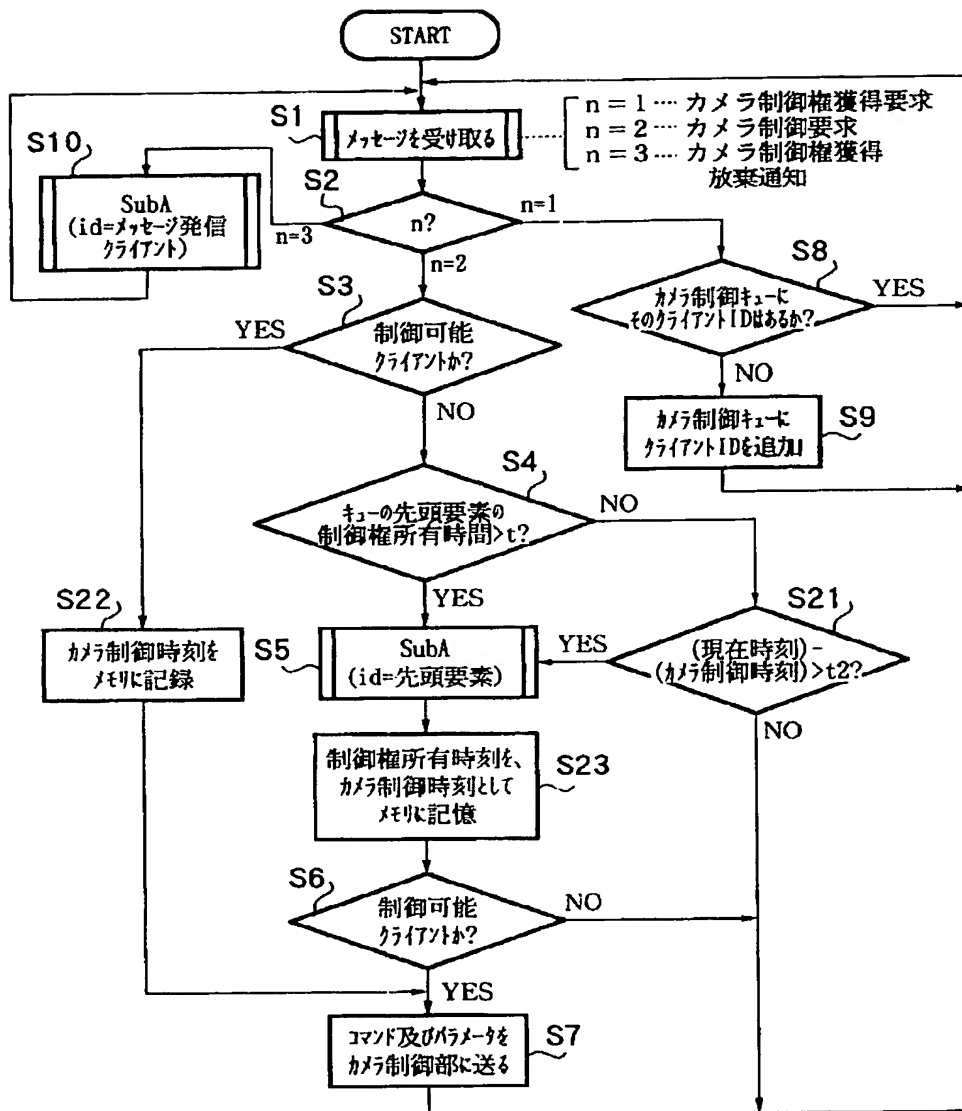 START
S1
メッセージを受け取る
n = 1 ‥‥ カメラ制御権獲得要求
n = 2 ‥‥ カメラ制御要求
n = 3 ‥‥ カメラ制御権獲得
放棄通知
S10
SubA
(id=メッセージ発信
クライアント)
S2
n?
n=1
n=3
n=2
S8
カメラ制御キューに
そのクライアントIDはあるか?
YES
NO
S9
カメラ制御キューに
クライアントIDを追加
S3
制御可能
クライアントか?
YES
NO
S4
キューの先頭要素の
制御権所有時間>t?
NO
YES
S22
カメラ制御時刻を
メモリに記録
S5
SubA
(id=先頭要素)
S21
(現在時刻)-
(カメラ制御時刻)>t2?
YES
NO
S23
制御権所有時刻を、
カメラ制御時刻として
メモリに記憶
S6
制御可能
クライアントか?
NO
YES
S7
コマンド及びパラメータを
カメラ制御部に送る